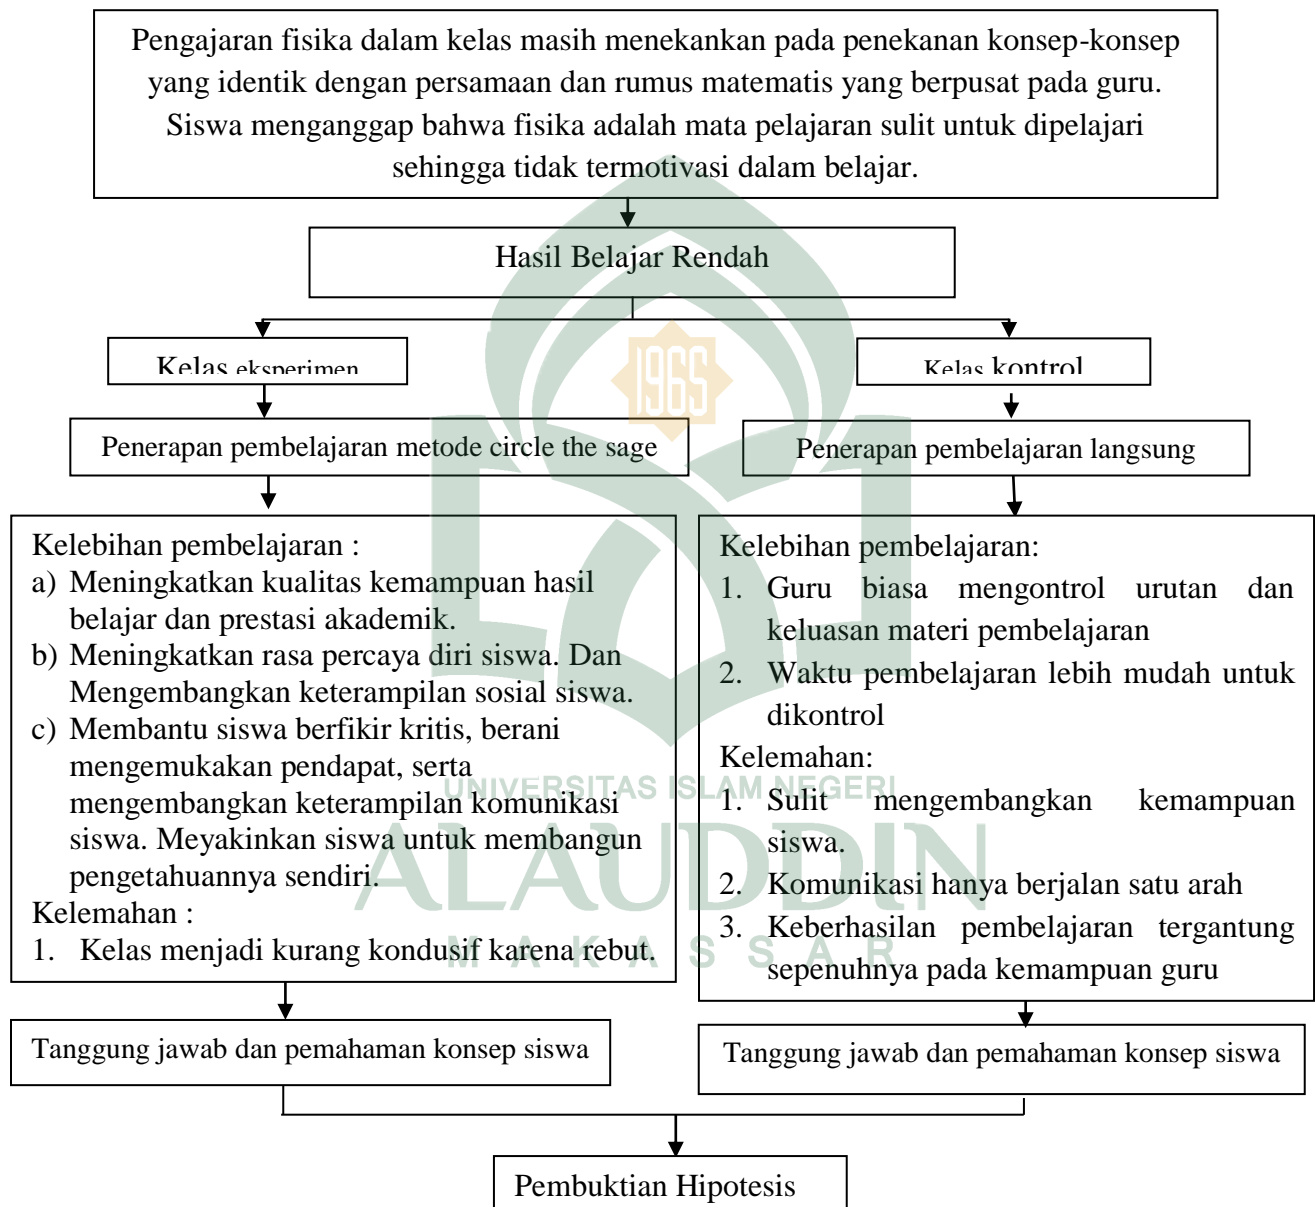 Pengajaran fisika dalam kelas masih menekankan pada penekanan konsep-konsep
yang identik dengan persamaan dan rumus matematis yang berpusat pada guru.
Siswa menganggap bahwa fisika adalah mata pelajaran sulit untuk dipelajari
sehingga tidak termotivasi dalam belajar.
Hasil Belajar Rendah
1965
Kelas eksperimen
Kelas kontrol
Penerapan pembelajaran metode circle the sage
Penerapan pembelajaran langsung
Kelebihan pembelajaran :
a) Meningkatkan kualitas kemampuan hasil
belajar dan prestasi akademik.
b) Meningkatkan rasa percaya diri siswa. Dan
Mengembangkan keterampilan sosial siswa.
c) Membantu siswa berfikir kritis, berani
mengemukakan pendapat, serta
mengembangkan keterampilan komunikasi
siswa. Meyakinkan siswa untuk membangun
pengetahuannya sendiri.
Kelemahan :
1. Kelas menjadi kurang kondusif karena rebut.
Kelebihan pembelajaran:
1. Guru biasa mengontrol urutan dan
keluasan materi pembelajaran
2. Waktu pembelajaran lebih mudah untuk
dikontrol
Kelemahan:
1. Sulit mengembangkan kemampuan
siswa.
2. Komunikasi hanya berjalan satu arah
3. Keberhasilan pembelajaran tergantung
sepenuhnya pada kemampuan guru
UNIVERSITAS ISLAM NEGERI
ALAUDDIN
MAKASSAR
Tanggung jawab dan pemahaman konsep siswa
Tanggung jawab dan pemahaman konsep siswa
Pembuktian Hipotesis